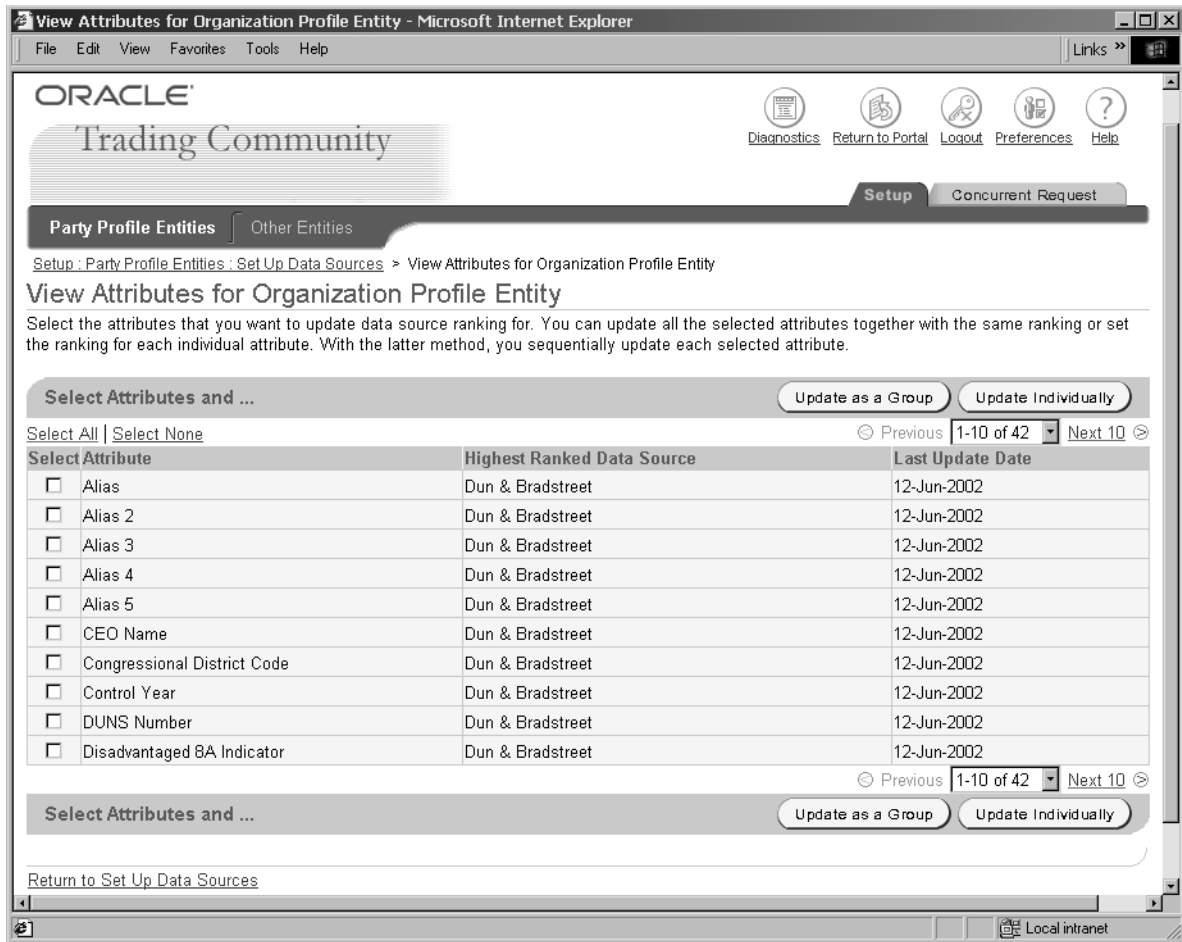 View Attributes for Organization Profile Entity - Microsoft Internet Explorer
File Edit View Favorites Tools Help Links »
ORACLE
Trading Community
Diagnostics Return to Portal Logout Preferences Help
Setup Concurrent Request
Party Profile Entities Other Entities
Setup : Party Profile Entities : Set Up Data Sources > View Attributes for Organization Profile Entity
View Attributes for Organization Profile Entity
Select the attributes that you want to update data source ranking for. You can update all the selected attributes together with the same ranking or set
the ranking for each individual attribute. With the latter method, you sequentially update each selected attribute.
Select Attributes and ... Update as a Group Update Individually
Select All | Select None Previous 1-10 of 42 Next 10
Select Attribute Highest Ranked Data Source Last Update Date
Alias Dun & Bradstreet 12-Jun-2002
Alias 2 Dun & Bradstreet 12-Jun-2002
Alias 3 Dun & Bradstreet 12-Jun-2002
Alias 4 Dun & Bradstreet 12-Jun-2002
Alias 5 Dun & Bradstreet 12-Jun-2002
CEO Name Dun & Bradstreet 12-Jun-2002
Congressional District Code Dun & Bradstreet 12-Jun-2002
Control Year Dun & Bradstreet 12-Jun-2002
DUNS Number Dun & Bradstreet 12-Jun-2002
Disadvantaged 8A Indicator Dun & Bradstreet 12-Jun-2002
Previous 1-10 of 42 Next 10
Select Attributes and ... Update as a Group Update Individually
Return to Set Up Data Sources
Local intranet